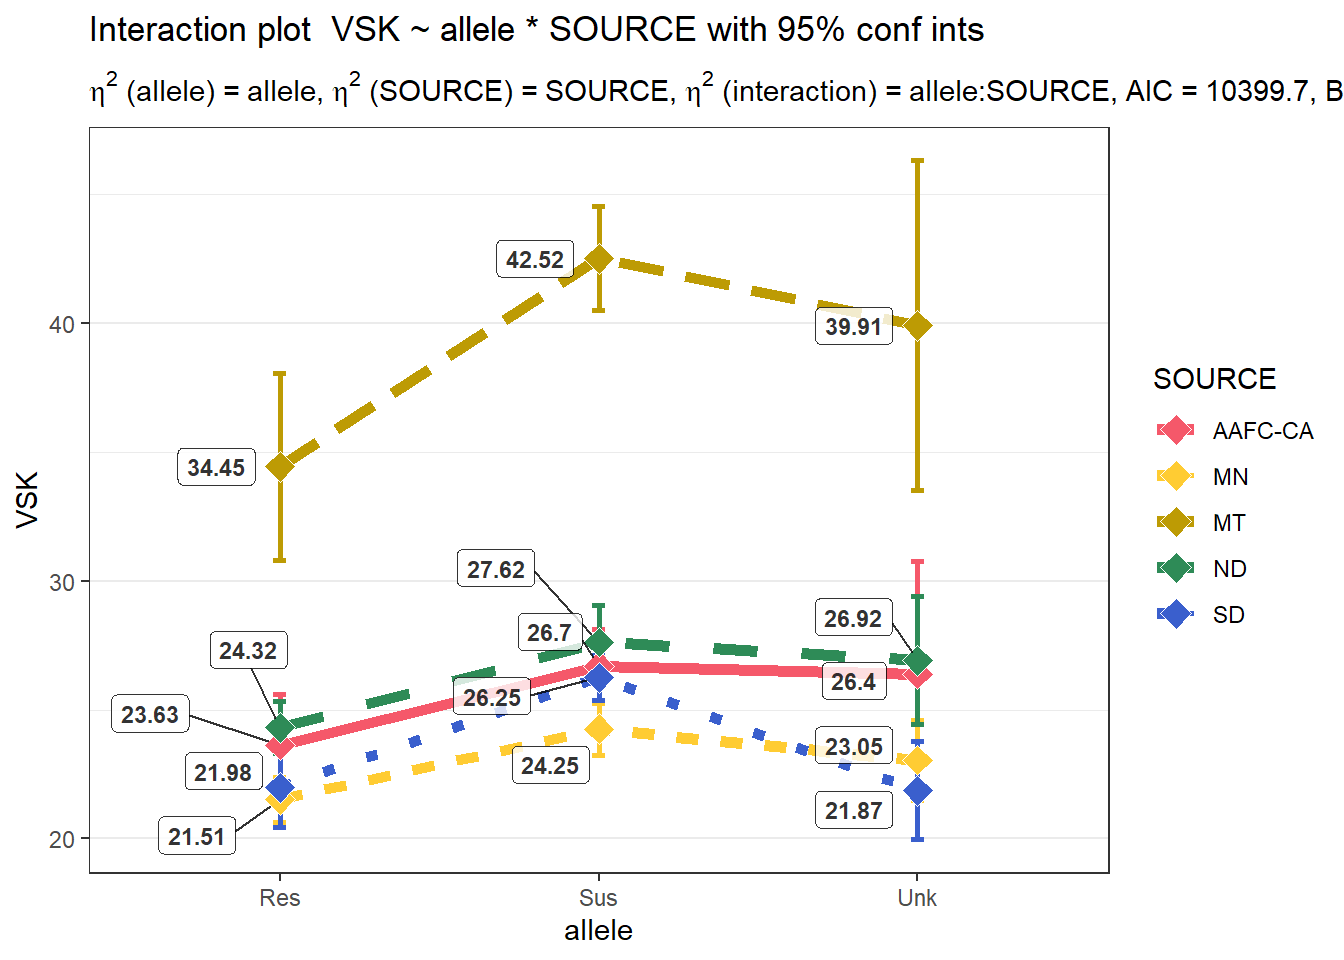 Interaction plot  VSK ~ allele * SOURCE with 95% conf ints
η² (allele) = allele, η² (SOURCE) = SOURCE, η² (interaction) = allele:SOURCE, AIC = 10399.7, B
VSK
40
30
20
42.52
39.91
34.45
27.62
26.7
26.92
24.32
26.4
26.25
23.63
23.05
21.98
24.25
21.87
21.51
Res
Sus
Unk
allele
SOURCE
AAFC-CA
MN
MT
ND
SD